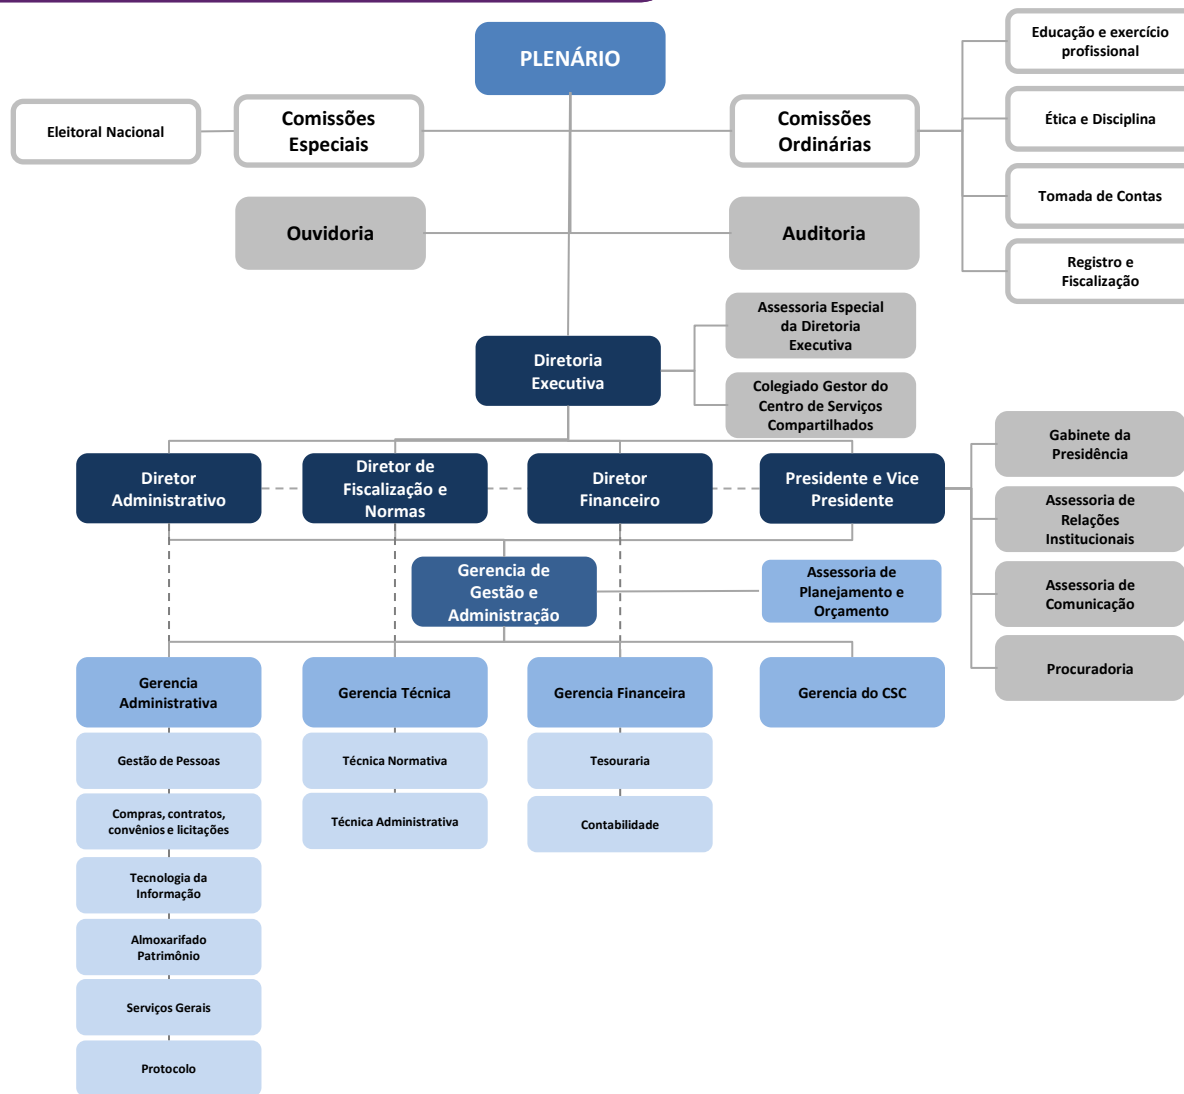 PLENÁRIO
Educação e exercício
profissional
Eleitoral Nacional
Comissões
Especiais
Comissões
Ordinárias
Ética e Disciplina
Tomada de Contas
Ouvidoria
Auditoria
Registro e
Fiscalização
Assessoria Especial
da Diretoria
Executiva
Diretoria
Executiva
Colegiado Gestor do
Centro de Serviços
Compartilhados
Gabinete da
Presidência
Diretor
Administrativo
Diretor de
Fiscalização e
Normas
Diretor
Financeiro
Presidente e Vice
Presidente
Assessoria de
Relações
Institucionais
Gerencia de
Gestão e
Administração
Assessoria de
Planejamento e
Orçamento
Assessoria de
Comunicação
Procuradoria
Gerencia
Administrativa
Gerencia Técnica
Gerencia Financeira
Gerencia do CSC
Gestão de Pessoas
Técnica Normativa
Tesouraria
Compras, contratos,
convênios e licitações
Técnica Administrativa
Contabilidade
Tecnologia da
Informação
Almoxarifado
Patrimônio
Serviços Gerais
Protocolo